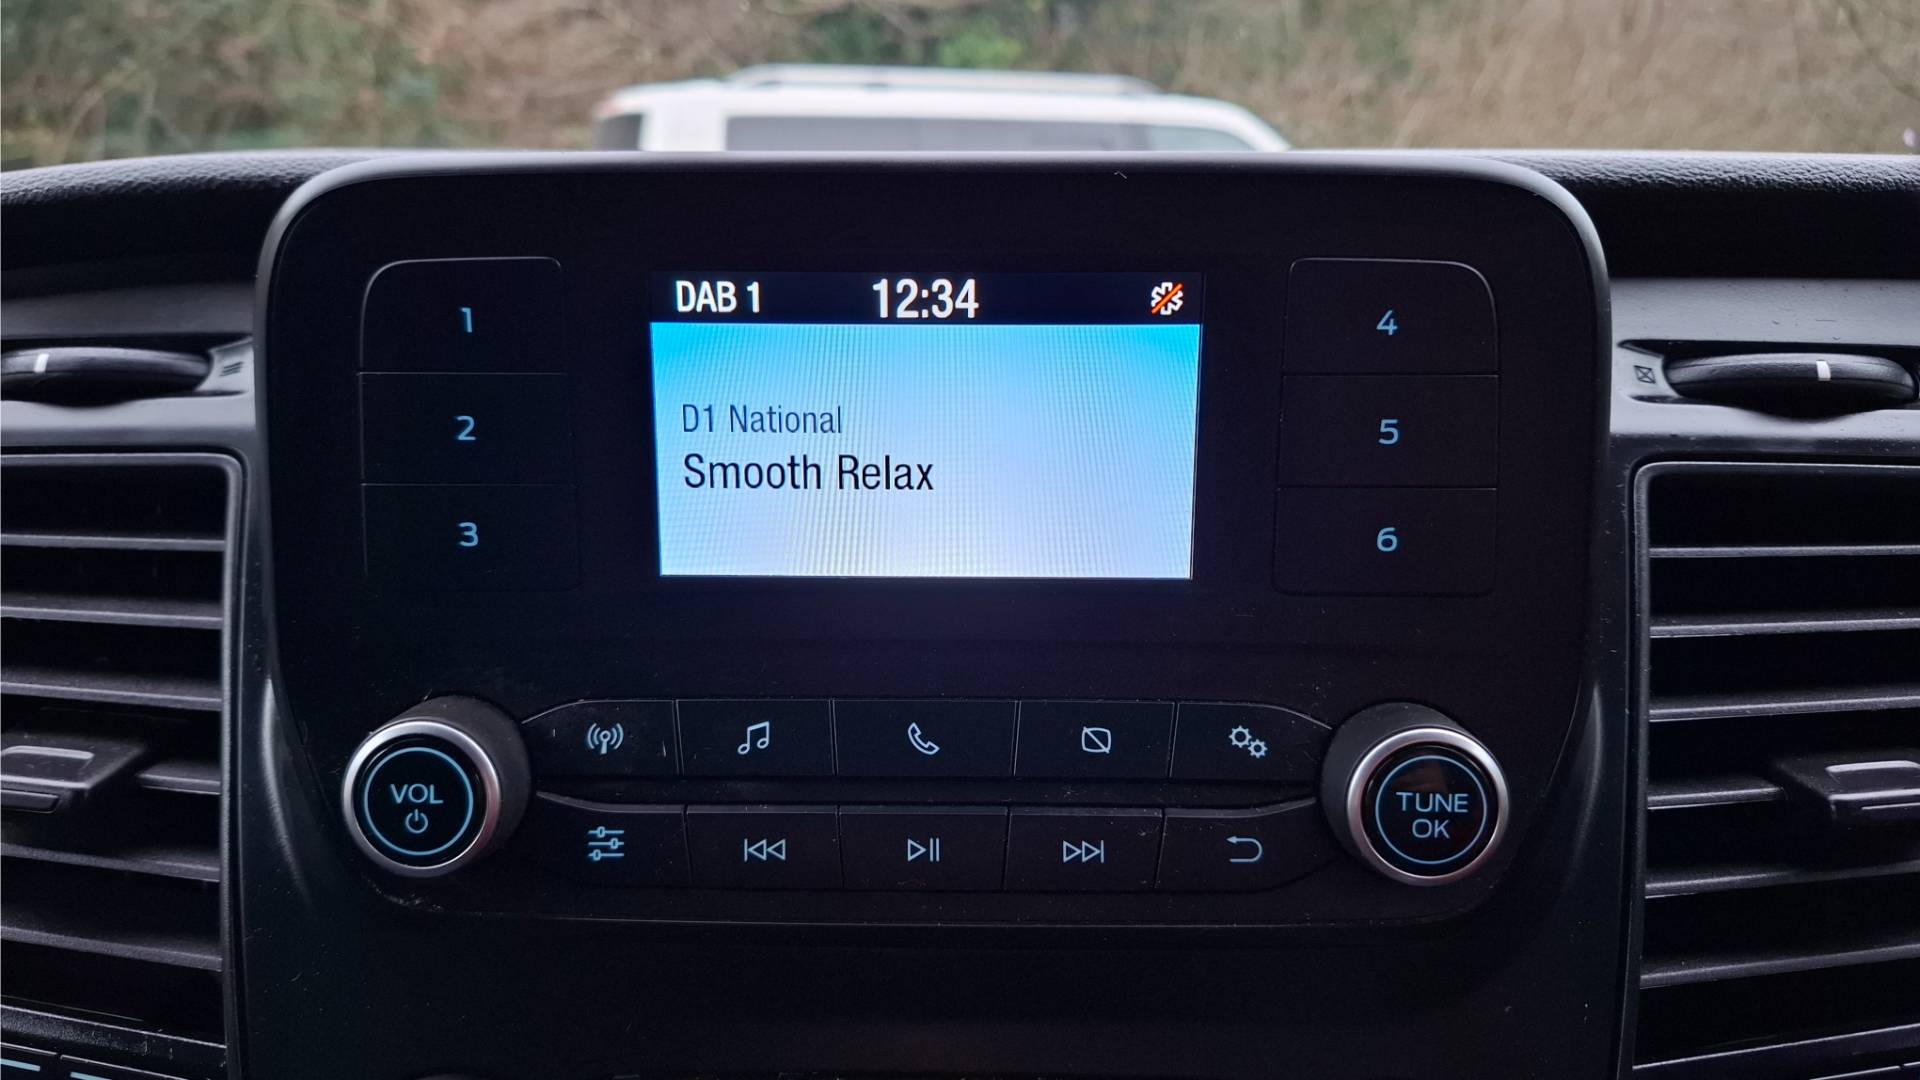 DAB 1 12:34
D1 National
Smooth Relax
1
2
3
4
5
6
VOL
TUNE
OK